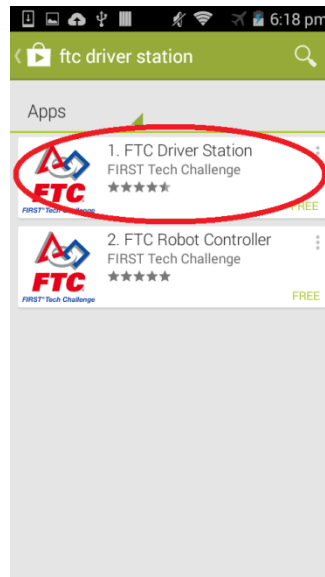 6:18 pm
ftc driver station
Apps
1. FTC Driver Station
FIRST Tech Challenge
FREE
FTC
FIRST® Tech Challenge
2. FTC Robot Controller
FIRST Tech Challenge
FREE
FTC
FIRST® Tech Challenge